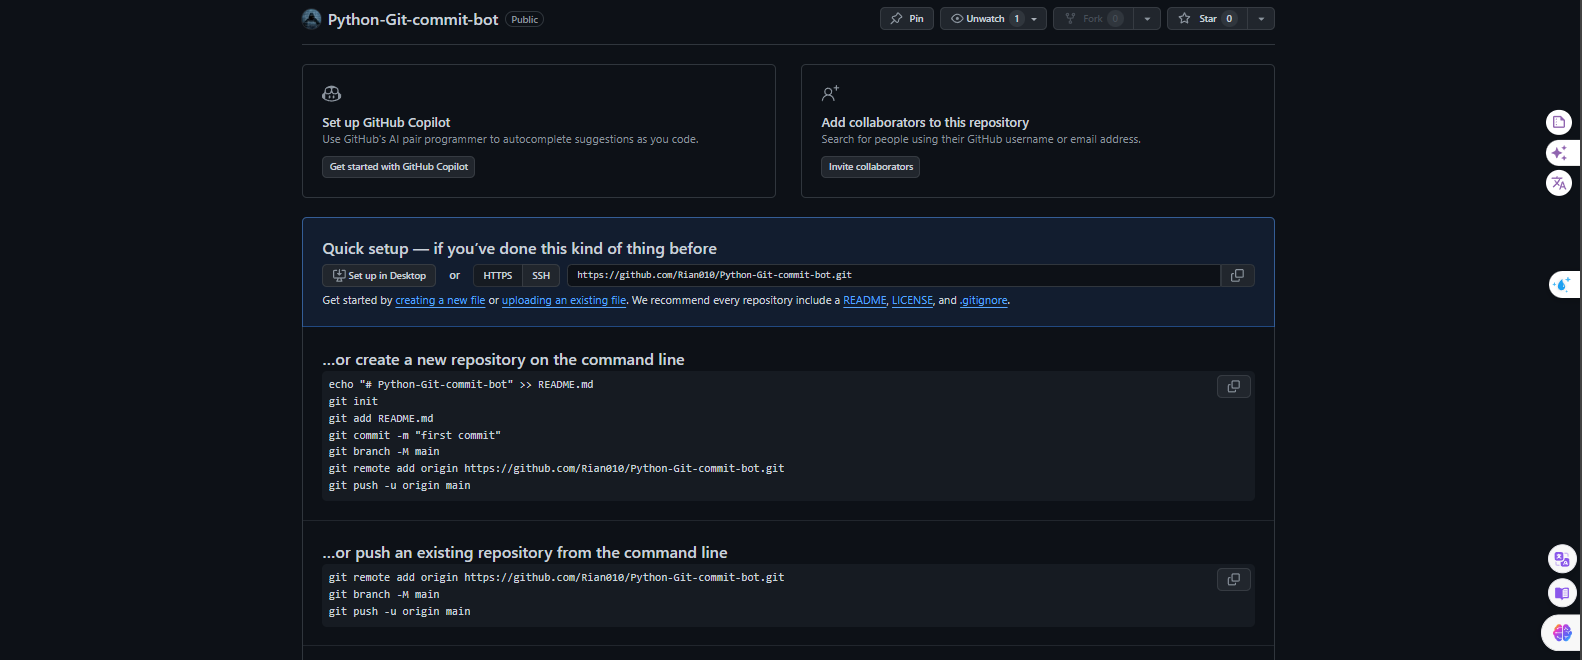 Python-Git-commit-bot Public
Pin Unwatch 1 Fork 0 Star 0
Set up GitHub Copilot
Use GitHub's AI pair programmer to autocomplete suggestions as you code.
Get started with GitHub Copilot
Add collaborators to this repository
Search for people using their GitHub username or email address.
Invite collaborators
Quick setup — if you've done this kind of thing before
Set up in Desktop or HTTPS SSH https://github.com/Rian010/Python-Git-commit-bot.git
Get started by creating a new file or uploading an existing file. We recommend every repository include a README, LICENSE, and .gitignore.
...or create a new repository on the command line
echo "# Python-Git-commit-bot" >> README.md
git init
git add README.md
git commit -m "first commit"
git branch -M main
git remote add origin https://github.com/Rian010/Python-Git-commit-bot.git
git push -u origin main
...or push an existing repository from the command line
git remote add origin https://github.com/Rian010/Python-Git-commit-bot.git
git branch -M main
git push -u origin main